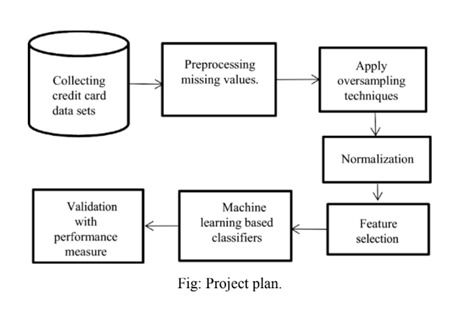 Collecting
credit card
data sets
Preprocessing
missing values.
Apply
oversampling
techniques
Normalization
Feature
selection
Machine
learning based
classifiers
Validation
with
performance
measure
Fig: Project plan.